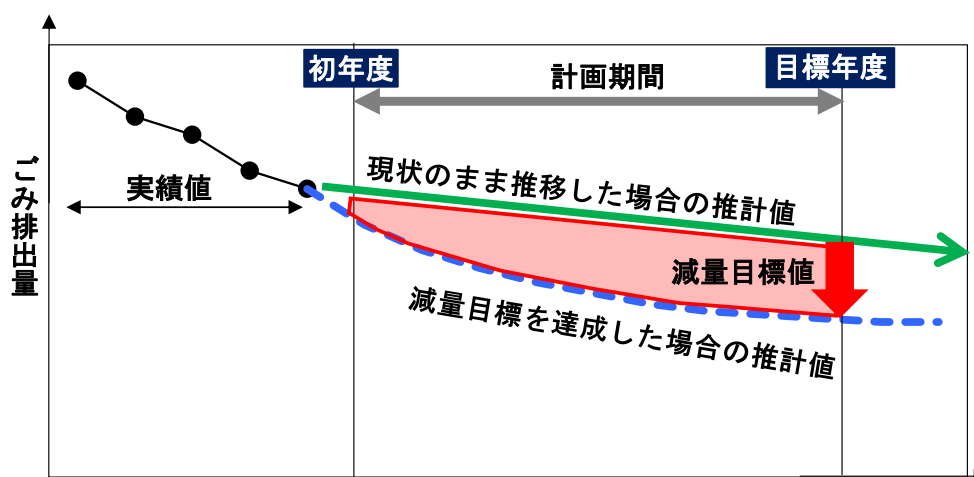 初年度
目標年度
計画期間
ごみ排出量
実績値
現状のまま推移した場合の推計値
減量目標値
減量目標を達成した場合の推計値